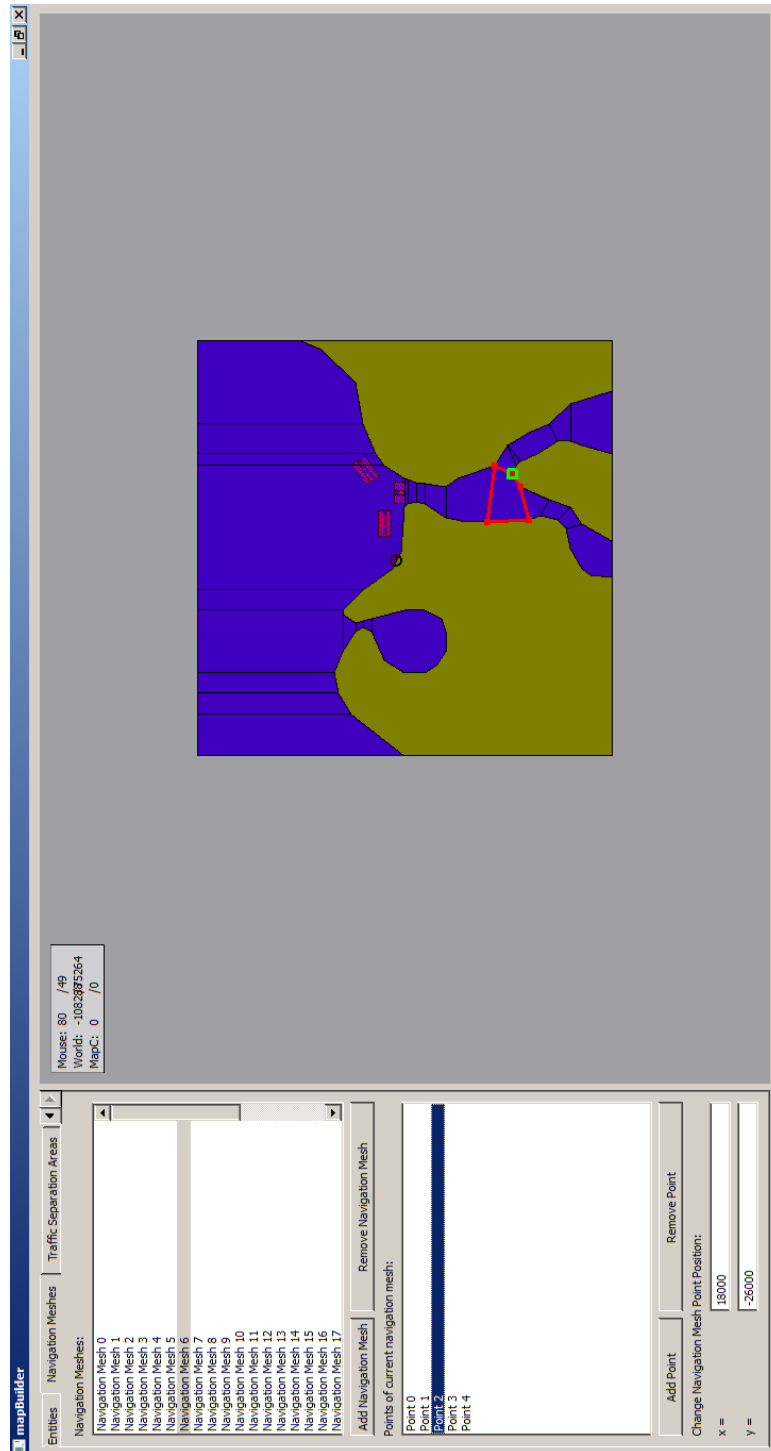 mapBuilder
Entities Navigation Meshes Traffic Separation Areas
Navigation Meshes:
Navigation Mesh 0
Navigation Mesh 1
Navigation Mesh 2
Navigation Mesh 3
Navigation Mesh 4
Navigation Mesh 5
Navigation Mesh 6
Navigation Mesh 7
Navigation Mesh 8
Navigation Mesh 9
Navigation Mesh 10
Navigation Mesh 11
Navigation Mesh 12
Navigation Mesh 13
Navigation Mesh 14
Navigation Mesh 15
Navigation Mesh 16
Navigation Mesh 17
Add Navigation Mesh Remove Navigation Mesh
Points of current navigation mesh:
Point 0
Point 1
Point 2
Point 3
Point 4
Add Point Remove Point
Change Navigation Mesh Point Position:
x = 18000
y = -26000
Mouse: 80 /49
World:
MapC: 0 /0